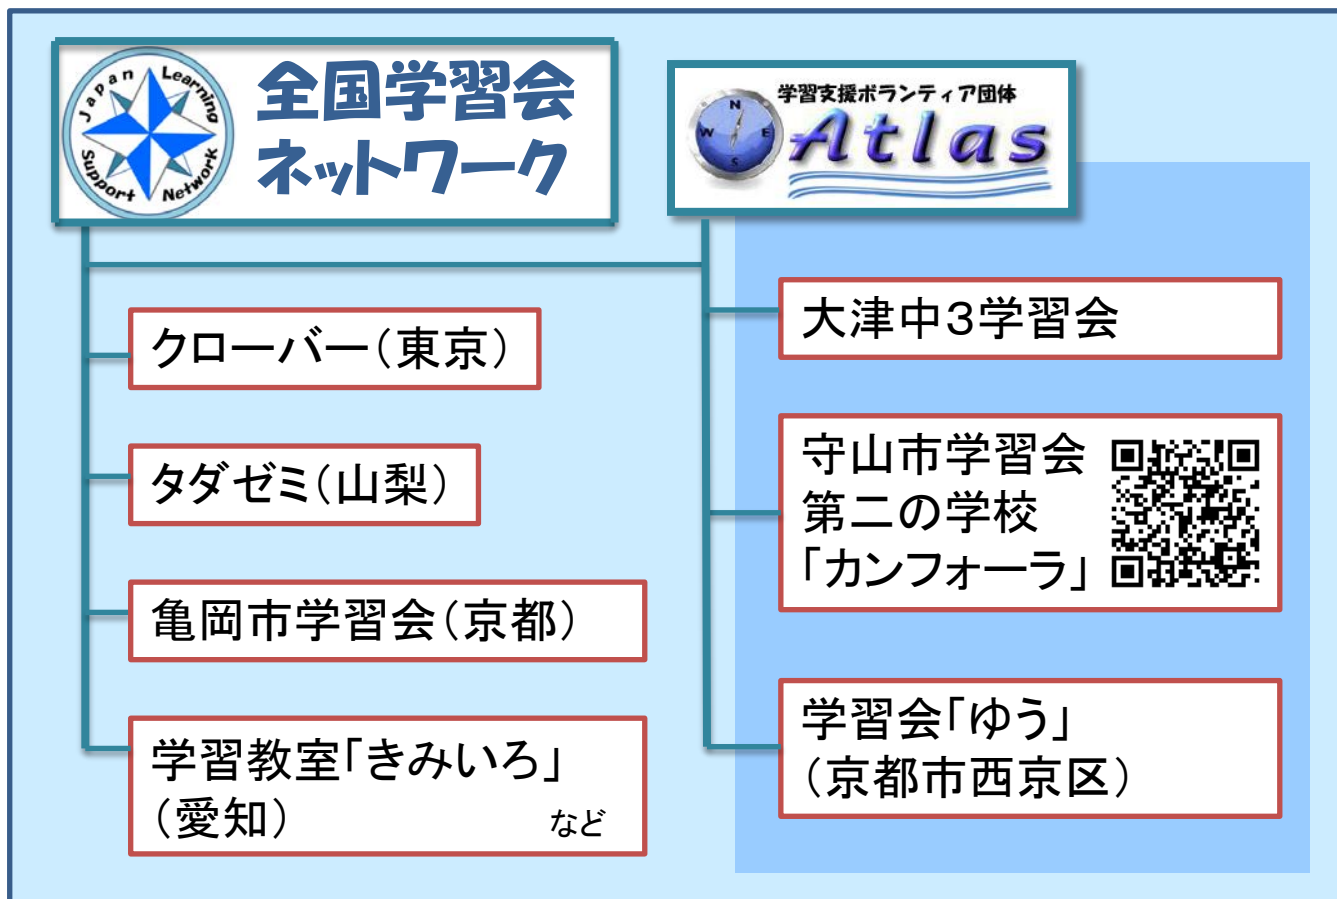 Japan Learning
Support Network
全国学習会
ネットワーク
クローバー（東京）
タダゼミ（山梨）
亀岡市学習会（京都）
学習教室「きみいろ」
（愛知） など
学習支援ボランティア団体
N
W E
S
Atlas
大津中３学習会
守山市学習会
第二の学校
「カンフォーラ」
学習会「ゆう」
（京都市西京区）